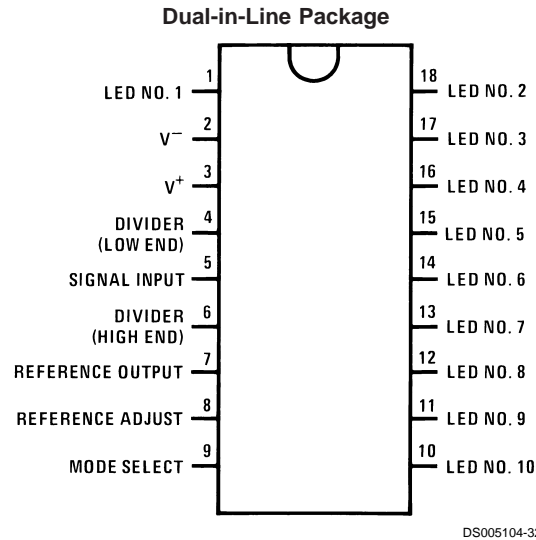 Dual-in-Line Package
1
LED NO. 1
2
V−
3
V+
4
DIVIDER
(LOW END)
5
SIGNAL INPUT
6
DIVIDER
(HIGH END)
7
REFERENCE OUTPUT
8
REFERENCE ADJUST
9
MODE SELECT
18
LED NO. 2
17
LED NO. 3
16
LED NO. 4
15
LED NO. 5
14
LED NO. 6
13
LED NO. 7
12
LED NO. 8
11
LED NO. 9
10
LED NO. 10
DS005104-32